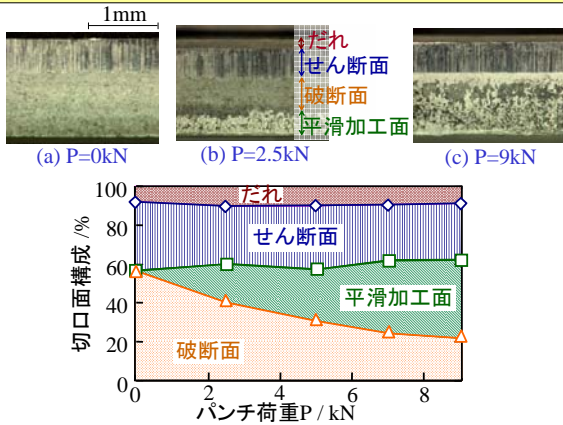 1mm
だれ
せん断面
破断面
平滑加工面
(a) P=0kN
(b) P=2.5kN
(c) P=9kN
100
80
60
40
20
0
切口面構成 /%
だれ
せん断面
平滑加工面
破断面
0 2 4 6 8
パンチ荷重P / kN